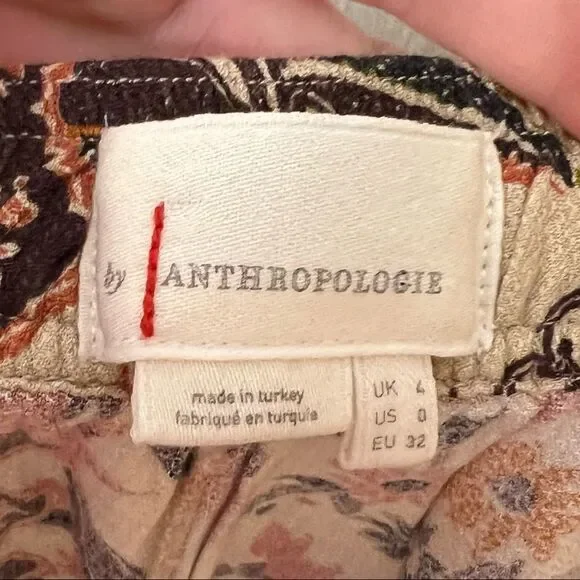 by ANTHROPOLOGIE
made in turkey
fabriqué en turquie
UK 4
US 0
EU 32